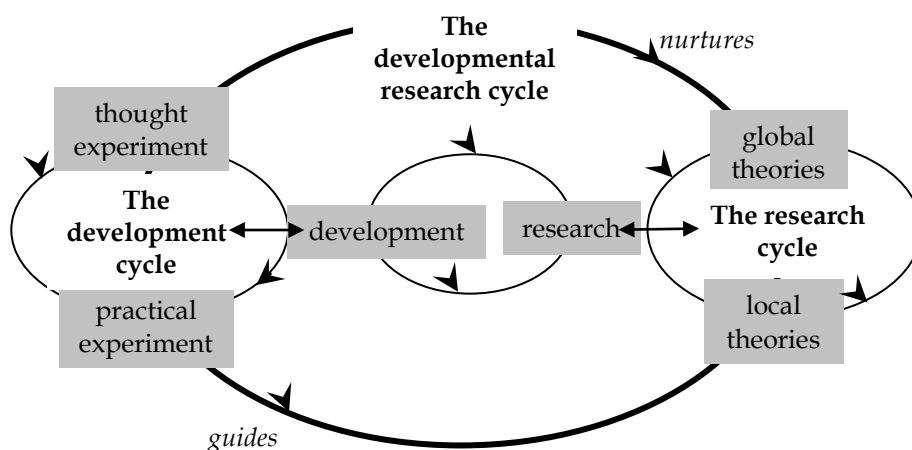 The
developmental
research cycle
nurtures
thought
experiment
global
theories
The
development
cycle
development
research
The research
cycle
practical
experiment
local
theories
guides